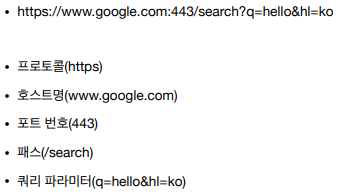 • https://www.google.com:443/search?q=hello&hl=ko
• 프로토콜(https)
• 호스트명(www.google.com)
• 포트 번호(443)
• 패스(/search)
• 쿼리 파라미터(q=hello&hl=ko)